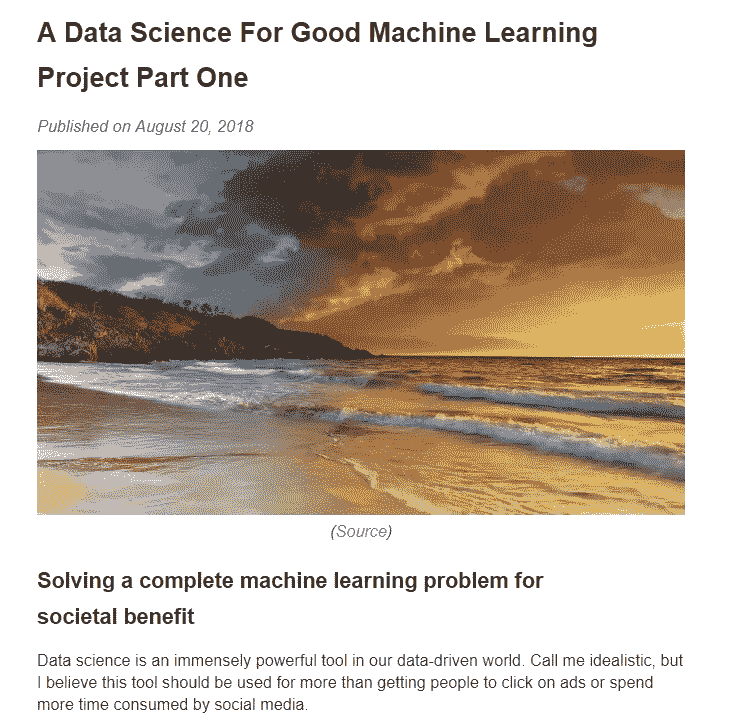 A Data Science For Good Machine Learning
Project Part One
Published on August 20, 2018
(Source)
Solving a complete machine learning problem for
societal benefit
Data science is an immensely powerful tool in our data-driven world. Call me idealistic, but
I believe this tool should be used for more than getting people to click on ads or spend
more time consumed by social media.